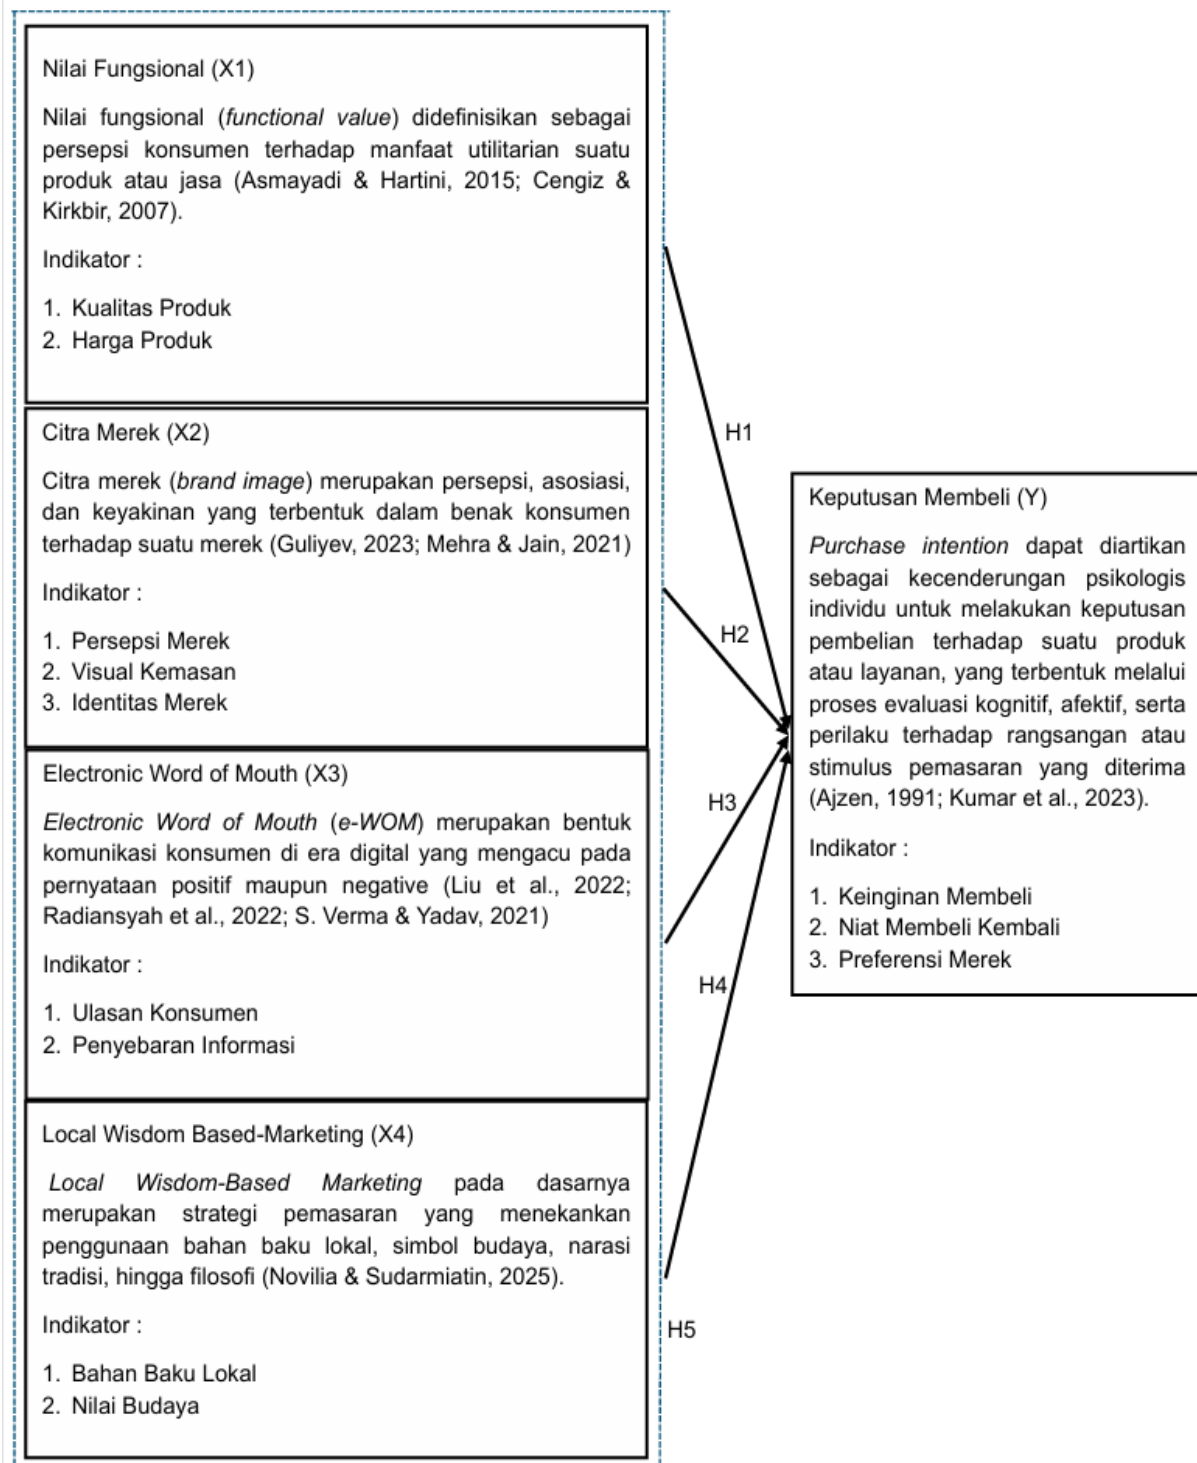 Nilai Fungsional (X1)
Nilai fungsional (functional value) didefinisikan sebagai
persepsi konsumen terhadap manfaat utilitarian suatu
produk atau jasa (Asmayadi & Hartini, 2015; Cengiz &
Kirkbir, 2007).
Indikator :
1. Kualitas Produk
2. Harga Produk
Citra Merek (X2)
Citra merek (brand image) merupakan persepsi, asosiasi,
dan keyakinan yang terbentuk dalam benak konsumen
terhadap suatu merek (Guliyev, 2023; Mehra & Jain, 2021)
Indikator :
1. Persepsi Merek
2. Visual Kemasan
3. Identitas Merek
Electronic Word of Mouth (X3)
Electronic Word of Mouth (e-WOM) merupakan bentuk
komunikasi konsumen di era digital yang mengacu pada
pernyataan positif maupun negative (Liu et al., 2022;
Radiansyah et al., 2022; S. Verma & Yadav, 2021)
Indikator :
1. Ulasan Konsumen
2. Penyebaran Informasi
Local Wisdom Based-Marketing (X4)
Local Wisdom-Based Marketing pada dasarnya
merupakan strategi pemasaran yang menekankan
penggunaan bahan baku lokal, simbol budaya, narasi
tradisi, hingga filosofi (Novilia & Sudarmiatin, 2025).
Indikator :
1. Bahan Baku Lokal
2. Nilai Budaya
H1
H2
H3
H4
H5
Keputusan Membeli (Y)
Purchase intention dapat diartikan
sebagai kecenderungan psikologis
individu untuk melakukan keputusan
pembelian terhadap suatu produk
atau layanan, yang terbentuk melalui
proses evaluasi kognitif, afektif, serta
perilaku terhadap rangsangan atau
stimulus pemasaran yang diterima
(Ajzen, 1991; Kumar et al., 2023).
Indikator :
1. Keinginan Membeli
2. Niat Membeli Kembali
3. Preferensi Merek